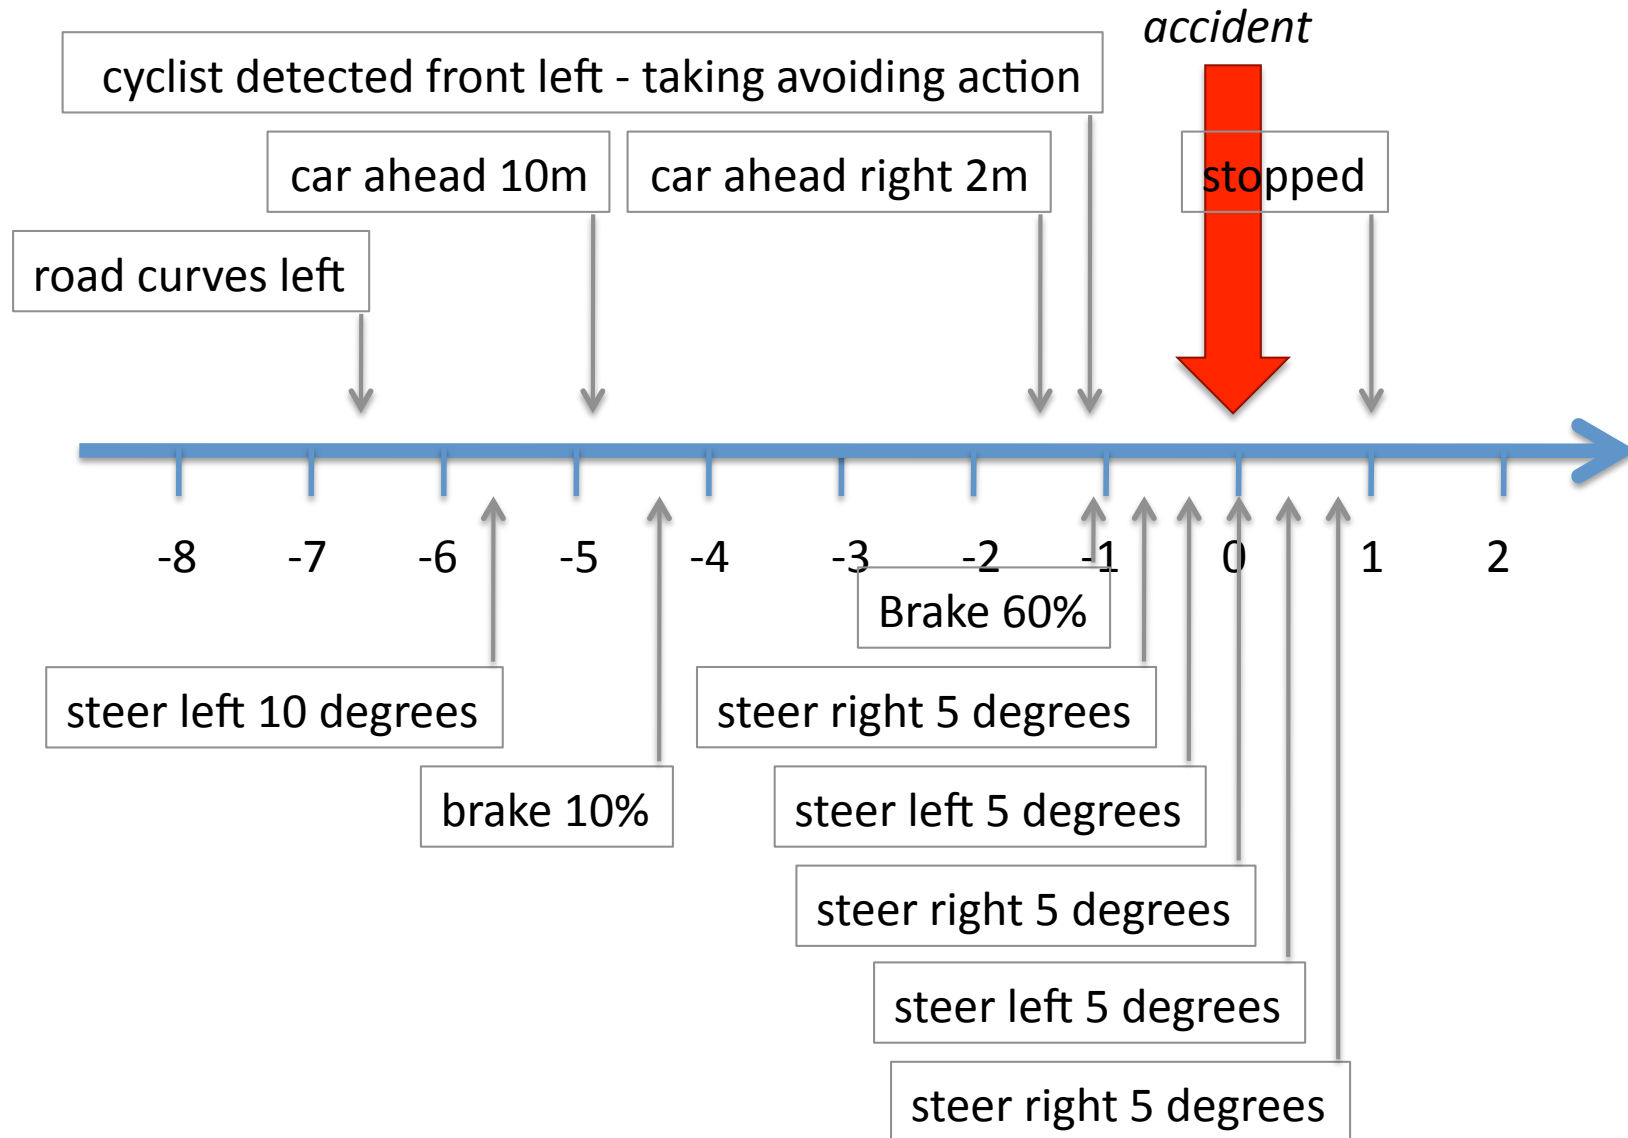 accident
cyclist detected front left - taking avoiding action
car ahead 10m
car ahead right 2m
stopped
road curves left
-8 -7 -6 -5 -4 -3 -2 -1 0 1 2
Brake 60%
steer left 10 degrees
steer right 5 degrees
brake 10%
steer left 5 degrees
steer right 5 degrees
steer left 5 degrees
steer right 5 degrees